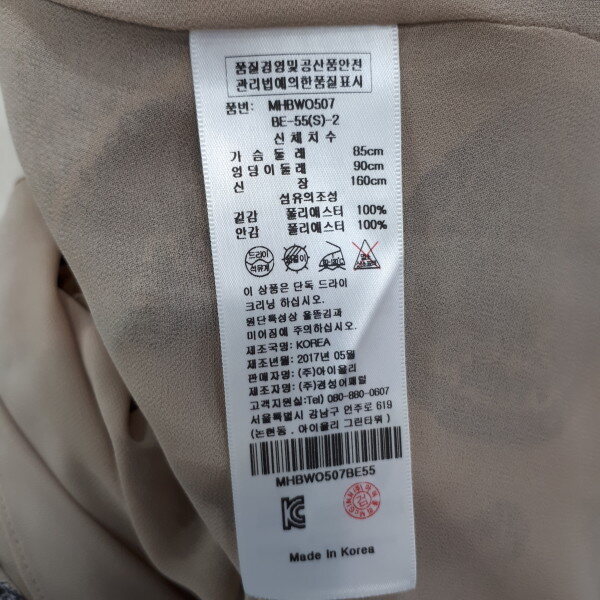 품질경영및공산품안전
관리법에의한품질표시
품번: MHBWO507
BE-55(S)-2
신체치수
가슴둘레 85cm
엉덩이둘레 90cm
신장 160cm
섬유의조성
겉감 폴리에스터 100%
안감 폴리에스터 100%
드라이
석유계
이 상품은 단독 드라이
크리닝 하십시오.
원단특성상 올뜯김과
미어짐에 주의하십시오.
제조국명: KOREA
제조년월: 2017년 05월
판매자명: (주)아이올리
제조자명: (주)경성어패럴
고객지원실:Tel) 080-880-0607
서울특별시 강남구 언주로 619
(논현동, 아이올리 그린타워)
MHBWO507BE55
검
Made in Korea